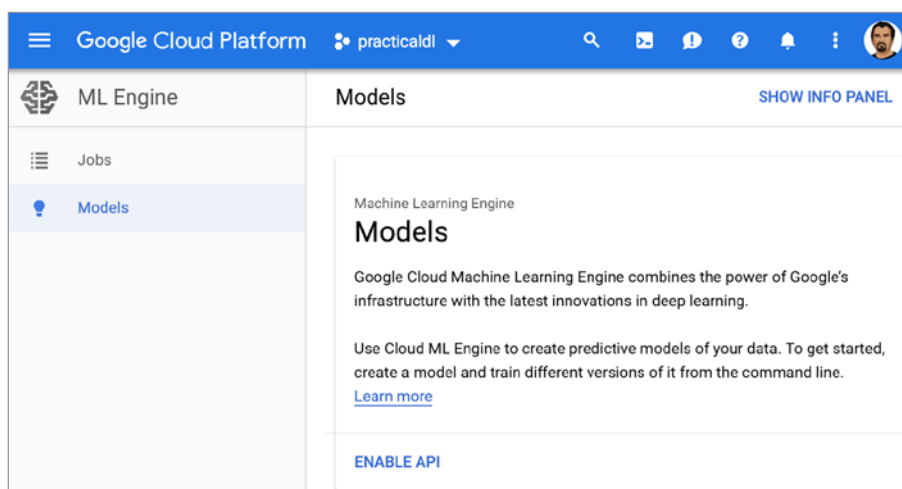 Google Cloud Platform practicaldl
ML Engine
Models SHOW INFO PANEL
Jobs
Models
Machine Learning Engine
Models
Google Cloud Machine Learning Engine combines the power of Google's
infrastructure with the latest innovations in deep learning.
Use Cloud ML Engine to create predictive models of your data. To get started,
create a model and train different versions of it from the command line.
Learn more
ENABLE API